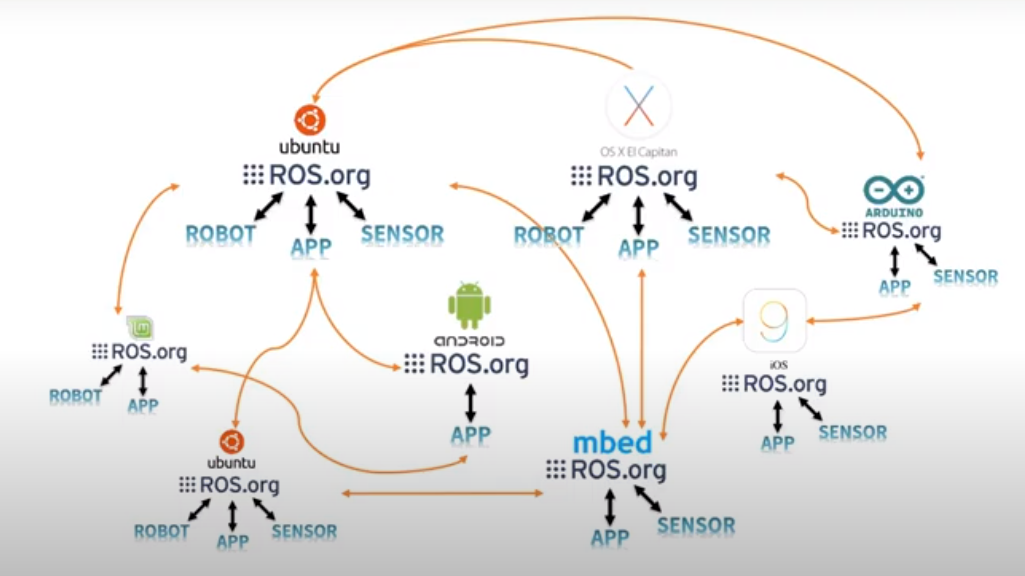 ubuntu
ROS.org
ROBOT
APP
SENSOR
OS X El Capitan
ROS.org
ROBOT
APP
SENSOR
ARDUINO
ROS.org
APP
SENSOR
ROS.org
ROBOT
APP
ANDROID
ROS.org
APP
9
iOS
ROS.org
APP
SENSOR
ubuntu
ROS.org
ROBOT
APP
SENSOR
mbed
ROS.org
APP
SENSOR